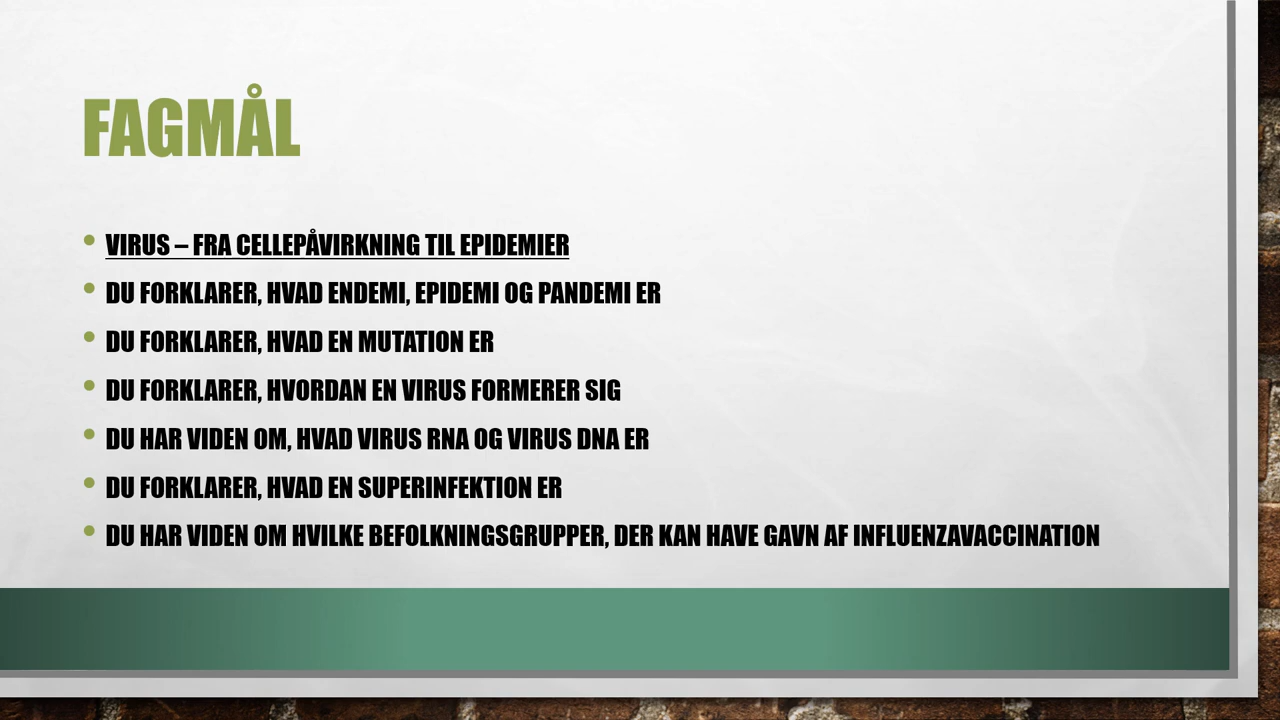 FAGMÅL
• VIRUS – FRA CELLEPÅVIRKNING TIL EPIDEMIER
• DU FORKLARER, HVAD ENDEMI, EPIDEMI OG PANDEMI ER
• DU FORKLARER, HVAD EN MUTATION ER
• DU FORKLARER, HVORDAN EN VIRUS FORMERER SIG
• DU HAR VIDEN OM, HVAD VIRUS RNA OG VIRUS DNA ER
• DU FORKLARER, HVAD EN SUPERINFEKTION ER
• DU HAR VIDEN OM HVILKE BEFOLKNINGSGRUPPER, DER KAN HAVE GAVN AF INFLUENZAVACCINATION